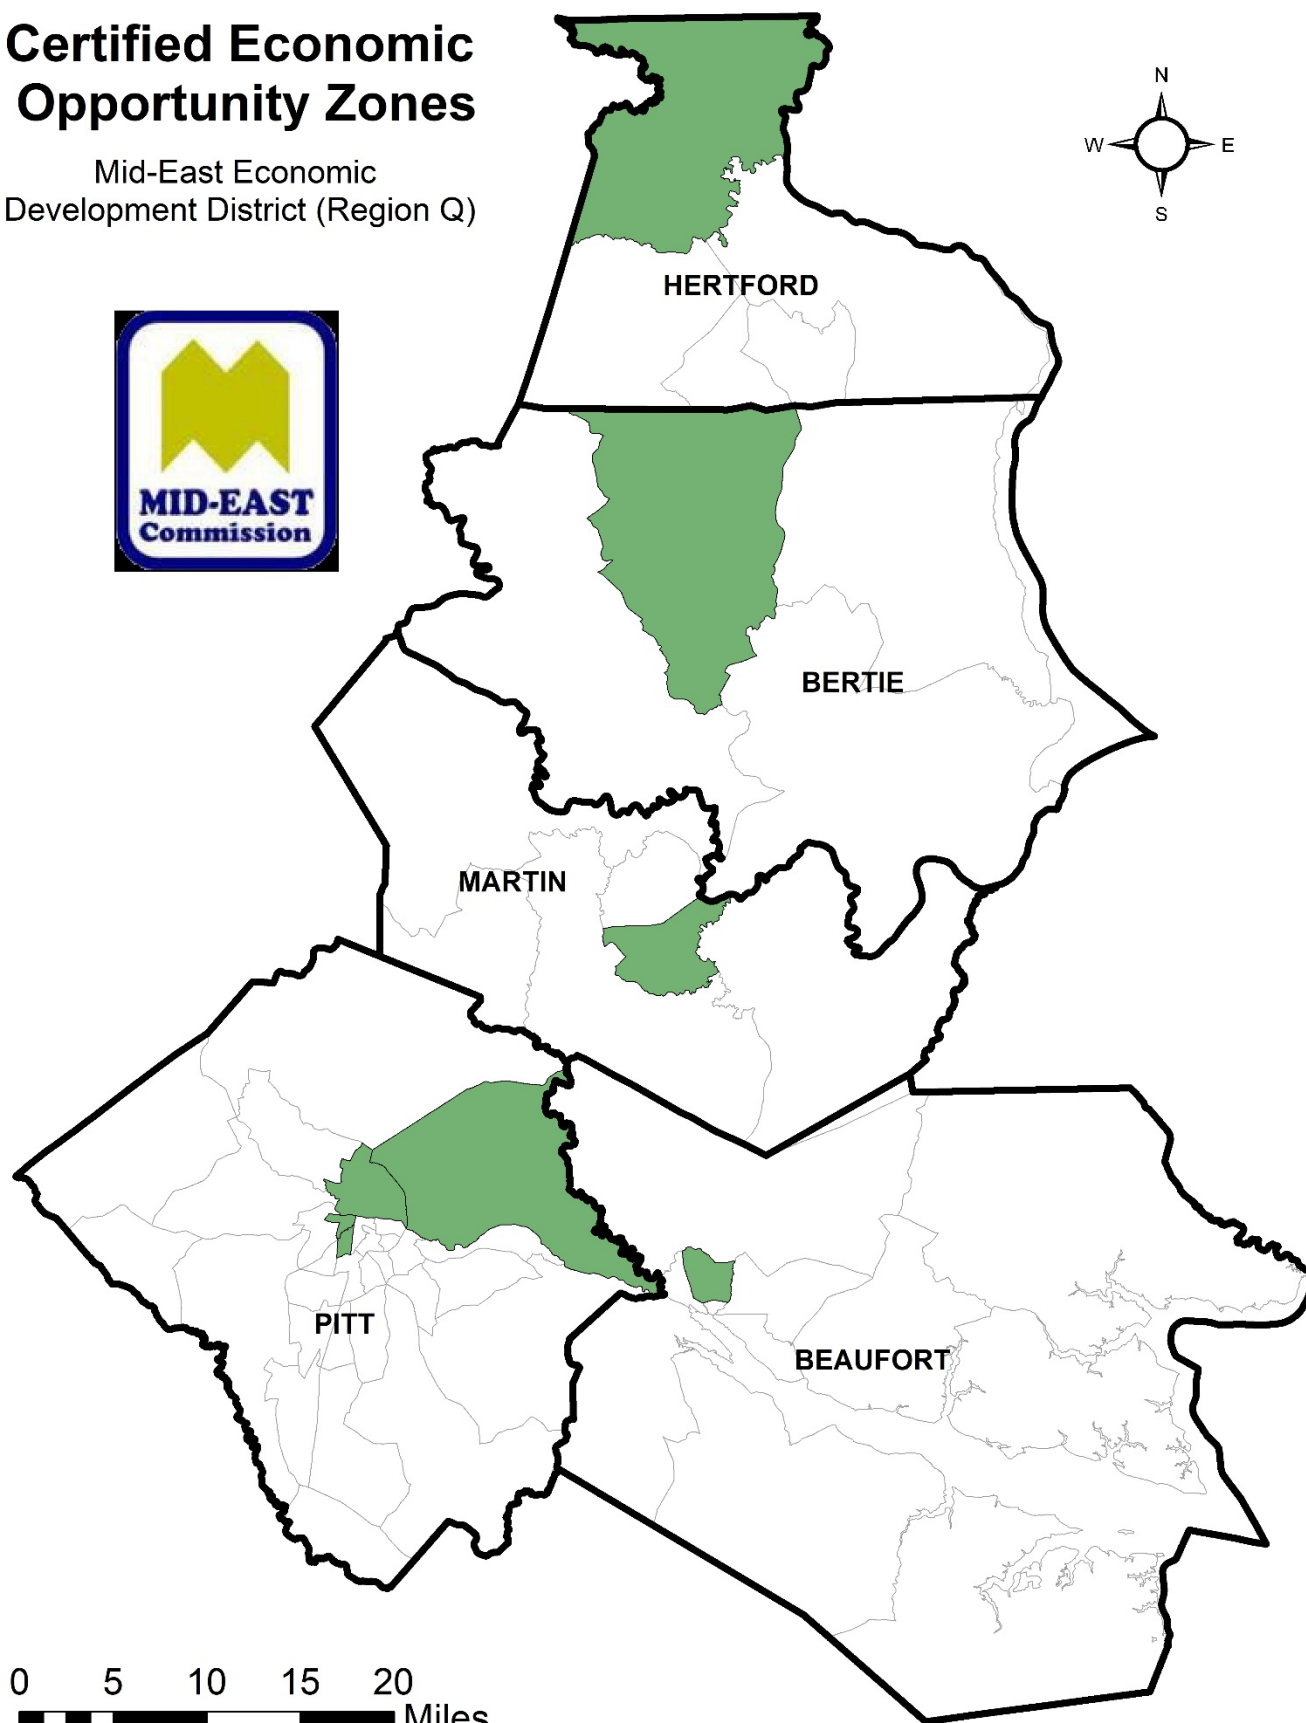 Certified Economic
Opportunity Zones
Mid-East Economic
Development District (Region Q)
N
W E
S
MID-EAST
Commission
HERTFORD
BERTIE
MARTIN
PITT
BEAUFORT
0 5 10 15 20
Miles